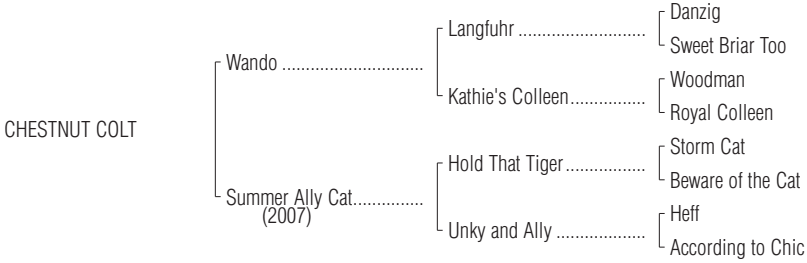 Danzig
Langfuhr ...........................
Sweet Briar Too
Wando ..............................
Woodman
Kathie's Colleen................
Royal Colleen
CHESTNUT COLT
Storm Cat
Hold That Tiger.................
Beware of the Cat
Summer Ally Cat...............
(2007)
Heff
Unky and Ally ...................
According to Chic